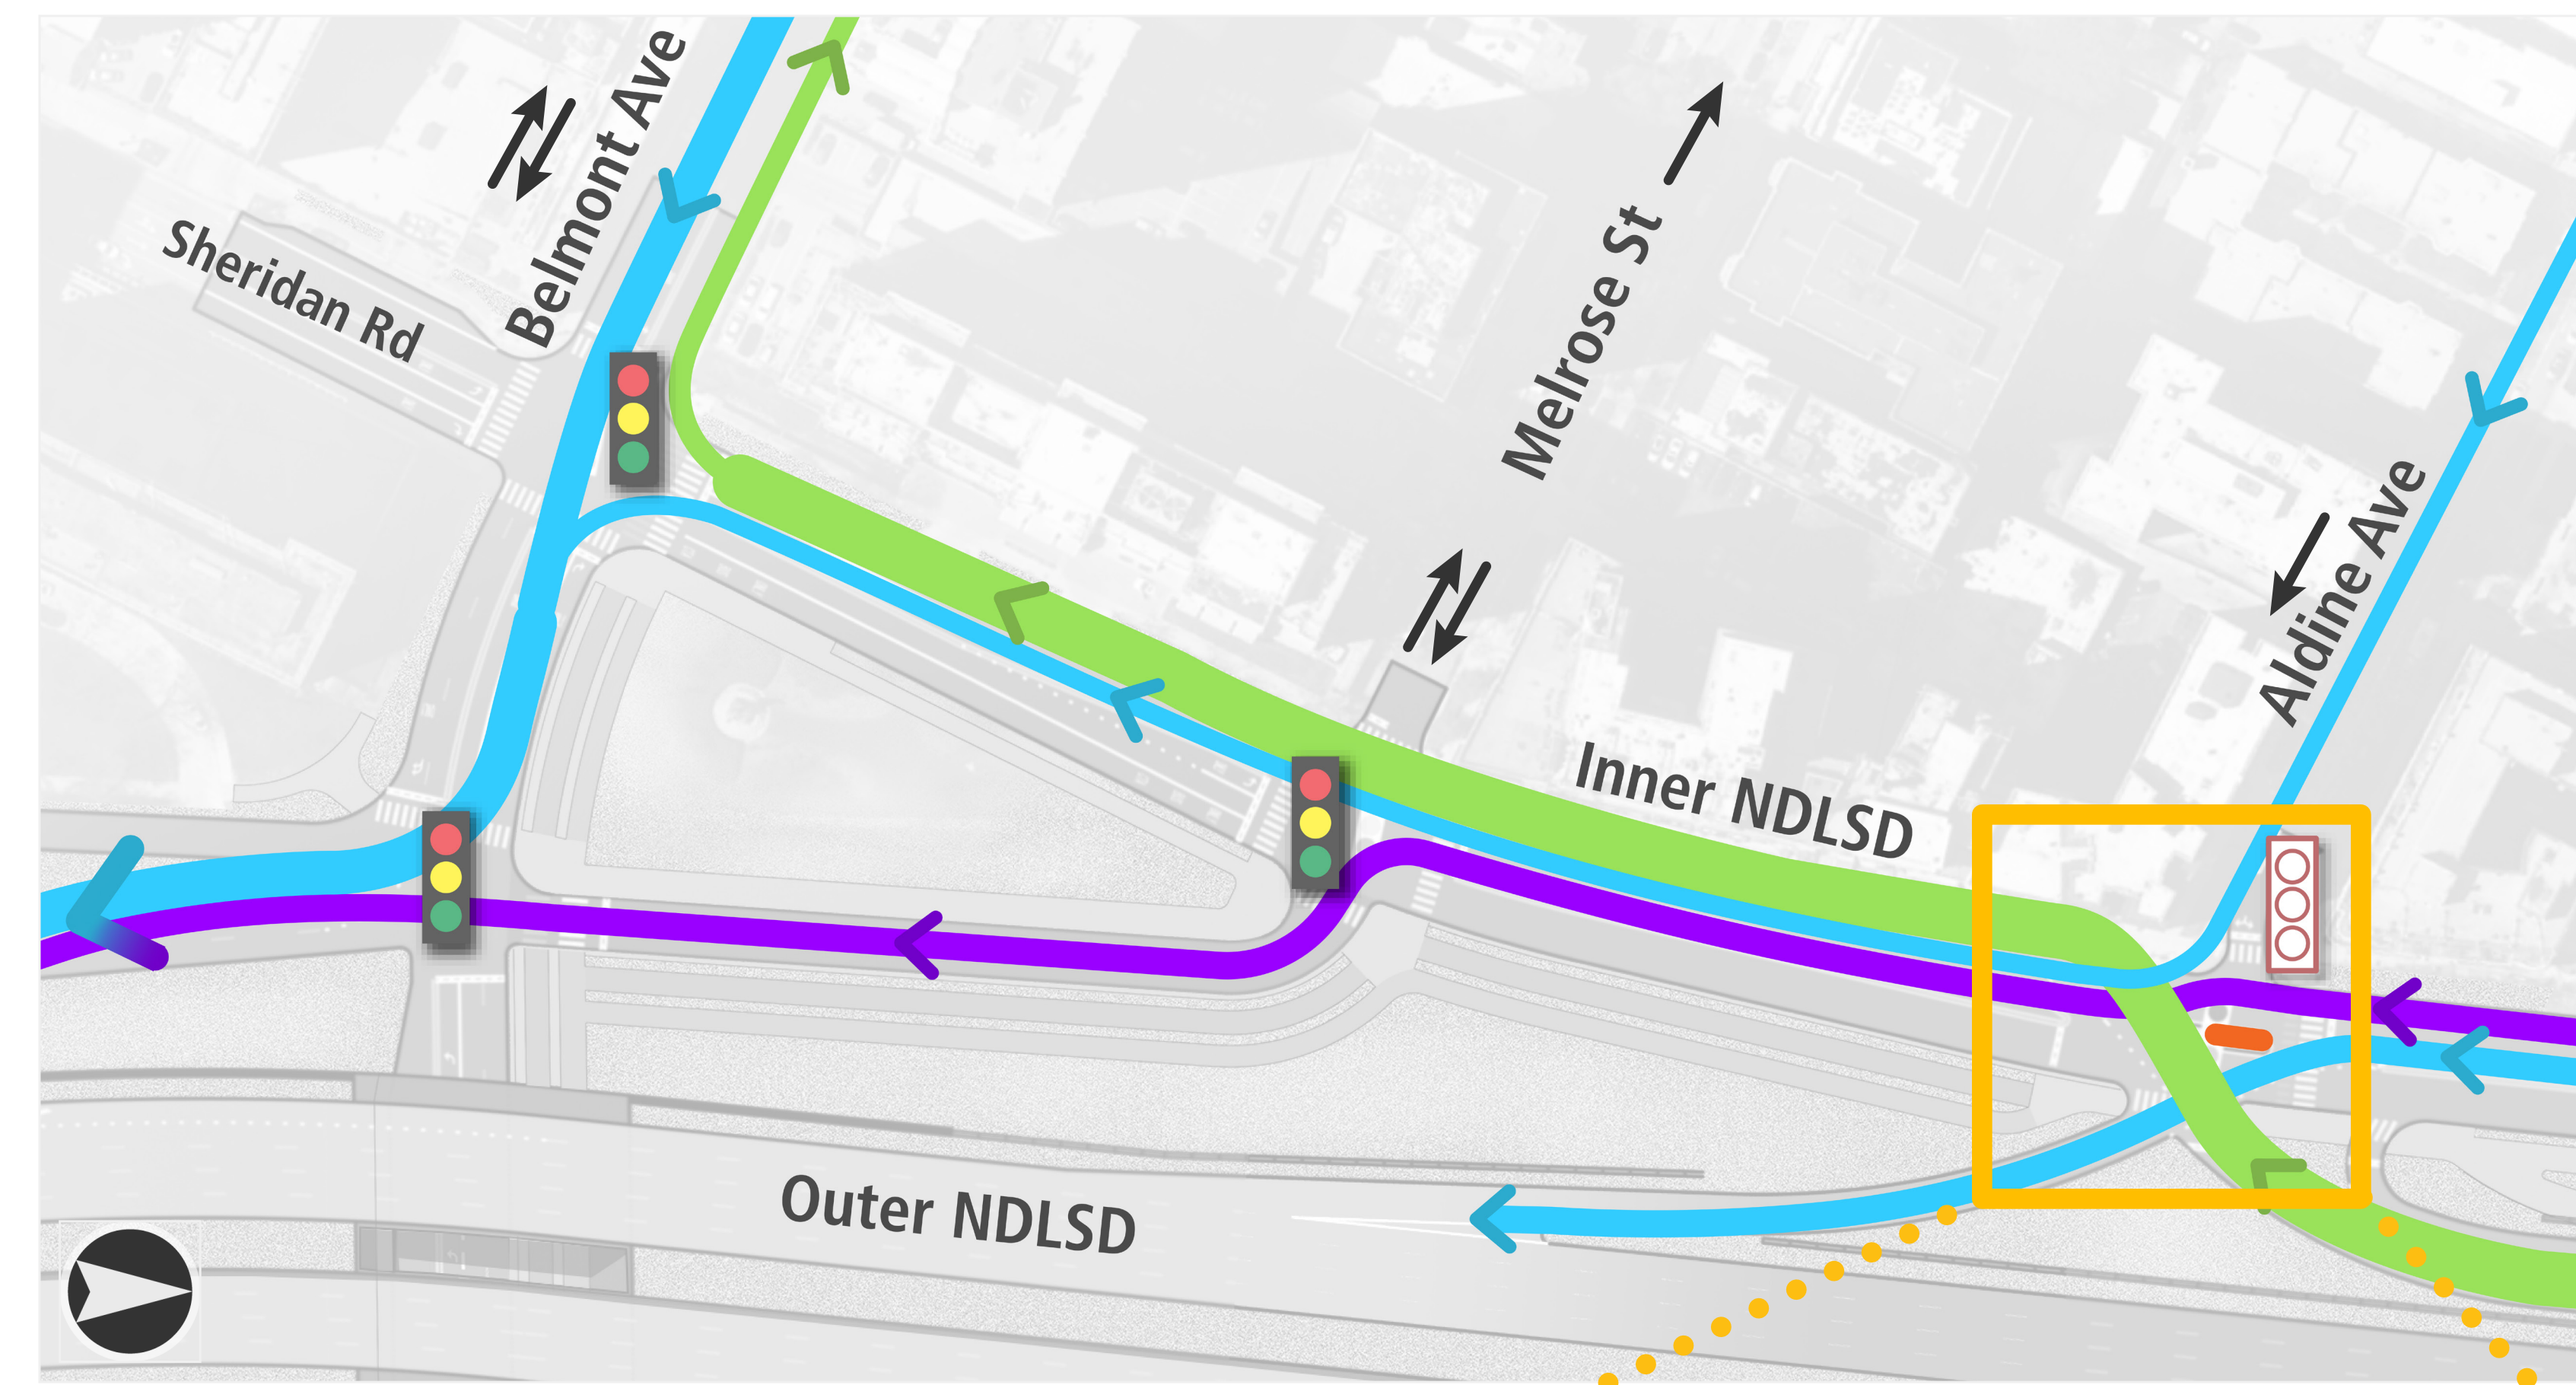 Sheridan Rd
Belmont Ave
Melrose St
Aldine Ave
Inner NDLSD
Outer NDLSD